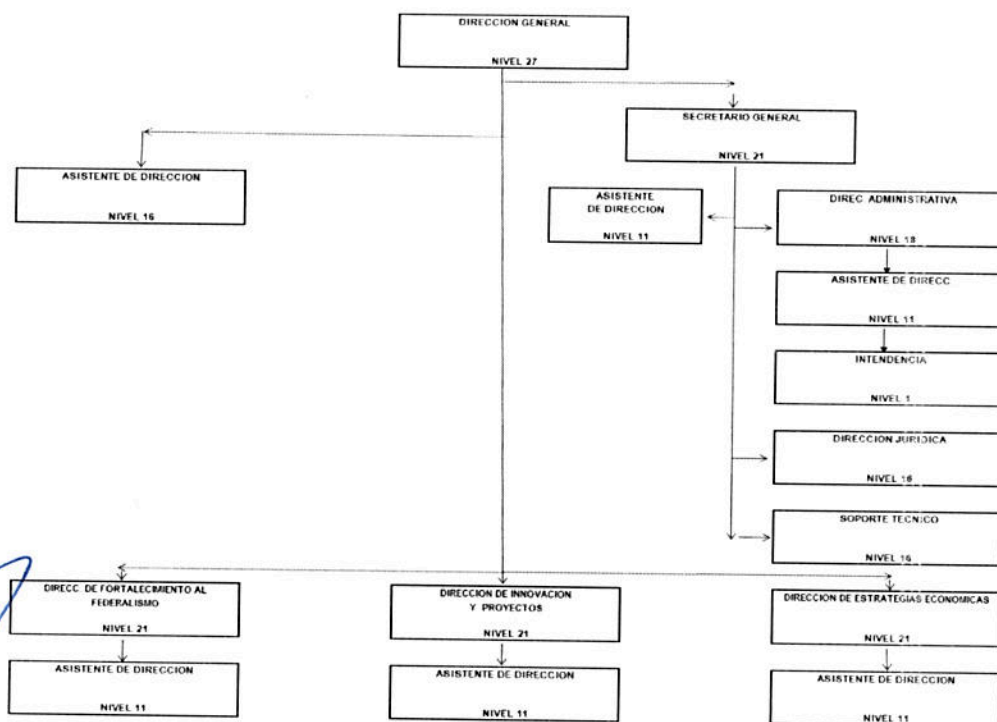 DIRECCION GENERAL
NIVEL 27
SECRETARIO GENERAL
NIVEL 21
ASISTENTE DE DIRECCION
NIVEL 16
ASISTENTE
DE DIRECCION
NIVEL 11
DIREC. ADMINISTRATIVA
NIVEL 18
ASISTENTE DE DIRECC
NIVEL 11
INTENDENCIA
NIVEL 1
DIRECCION JURIDICA
NIVEL 16
SOPORTE TECNICO
NIVEL 16
DIRECC. DE FORTALECIMIENTO AL
FEDERALISMO
NIVEL 21
DIRECCION DE INNOVACION
Y PROYECTOS
NIVEL 21
DIRECCION DE ESTRATEGIAS ECONOMICAS
NIVEL 21
ASISTENTE DE DIRECCION
NIVEL 11
ASISTENTE DE DIRECCION
NIVEL 11
ASISTENTE DE DIRECCION
NIVEL 11